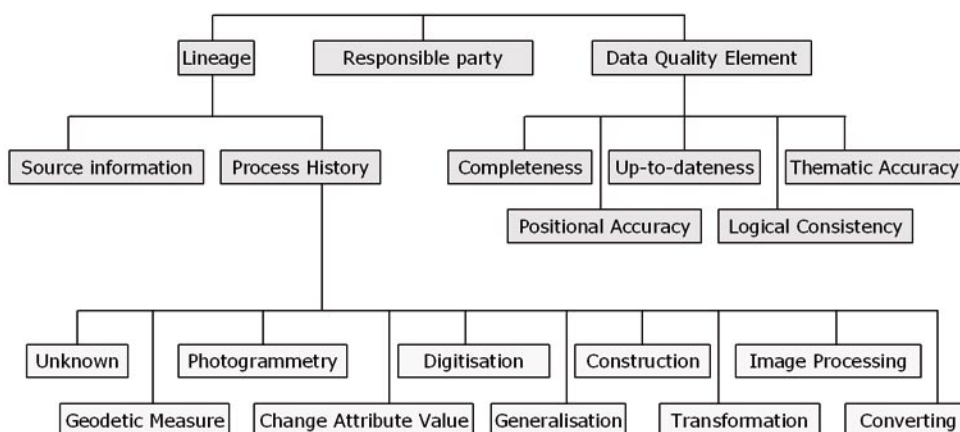 Lineage
Responsible party
Data Quality Element
Source information
Process History
Completeness
Up-to-dateness
Thematic Accuracy
Positional Accuracy
Logical Consistency
Unknown
Photogrammetry
Digitisation
Construction
Image Processing
Geodetic Measure
Change Attribute Value
Generalisation
Transformation
Converting